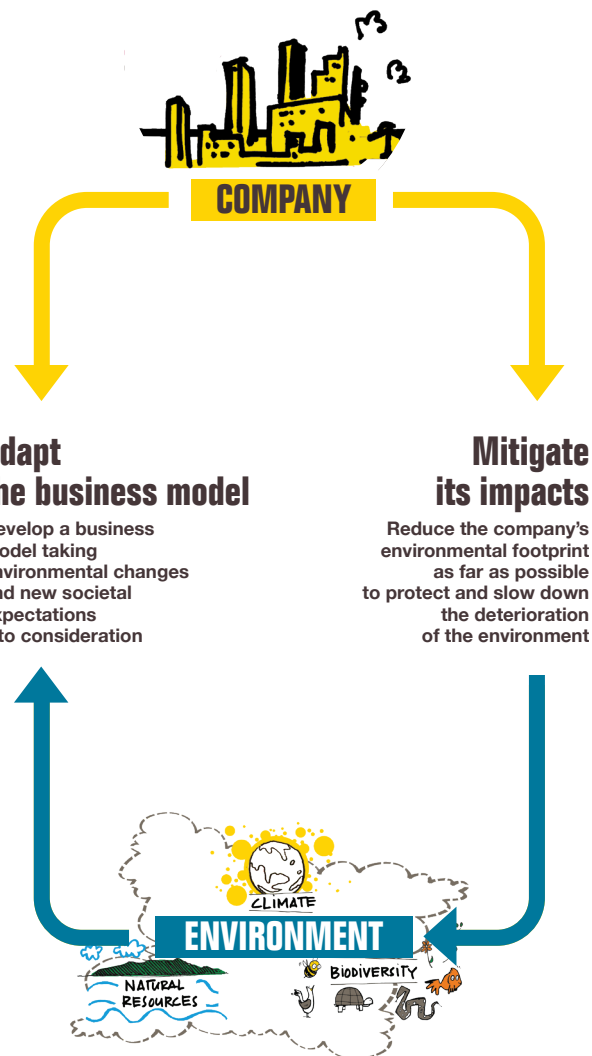 COMPANY
dapt
he business model
evelop a business
odel taking
nvironmental changes
nd new societal
xpectations
to consideration
Mitigate
its impacts
Reduce the company's
environmental footprint
as far as possible
to protect and slow down
the deterioration
of the environment
CLIMATE
ENVIRONMENT
NATURAL
RESOURCES
BIODIVERSITY